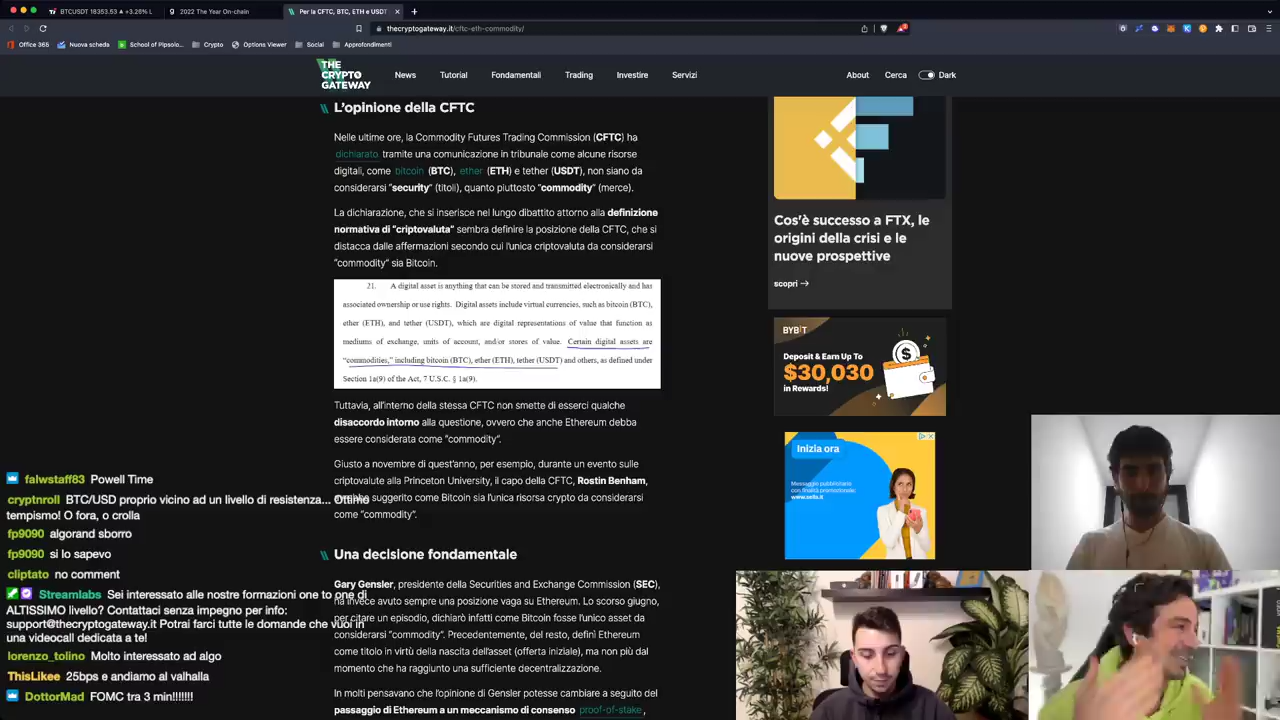 BTCUSDT 18353.53 ▲ +3.26% L
2022 The Year On-chain
Per la CFTC, BTC, ETH e USDT
thecryptogateway.it/cftc-eth-commodity/
Office 365
Nuova scheda
School of Pipsolo...
Crypto
Options Viewer
Social
Approfondimenti
THE
CRYPTO
GATEWAY
News
Tutorial
Fondamentali
Trading
Investire
Servizi
About
Cerca
Dark
L'opinione della CFTC
Nelle ultime ore, la Commodity Futures Trading Commission (CFTC) ha
dichiarato tramite una comunicazione in tribunale come alcune risorse
digitali, come bitcoin (BTC), ether (ETH) e tether (USDT), non siano da
considerarsi "security" (titoli), quanto piuttosto "commodity" (merce).
La dichiarazione, che si inserisce nel lungo dibattito attorno alla definizione
normativa di "criptovaluta" sembra definire la posizione della CFTC, che si
distacca dalle affermazioni secondo cui l'unica criptovaluta da considerarsi
"commodity" sia Bitcoin.
21. A digital asset is anything that can be stored and transmitted electronically and has
associated ownership or use rights. Digital assets include virtual currencies, such as bitcoin (BTC),
ether (ETH), and tether (USDT), which are digital representations of value that function as
mediums of exchange, units of account, and/or stores of value. Certain digital assets are
"commodities," including bitcoin (BTC), ether (ETH), tether (USDT) and others, as defined under
Section 1a(9) of the Act, 7 U.S.C. § 1a(9).
Tuttavia, all'interno della stessa CFTC non smette di esserci qualche
disaccordo intorno alla questione, ovvero che anche Ethereum debba
essere considerata come "commodity".
Giusto a novembre di quest'anno, per esempio, durante un evento sulle
criptovalute alla Princeton University, il capo della CFTC, Rostin Benham,
avrebbe suggerito come Bitcoin sia l'unica risorsa crypto da considerarsi
come "commodity".
Una decisione fondamentale
Gary Gensler, presidente della Securities and Exchange Commission (SEC),
ha invece avuto sempre una posizione vaga su Ethereum. Lo scorso giugno,
per citare un episodio, dichiarò infatti come Bitcoin fosse l'unico asset da
considerarsi "commodity". Precedentemente, del resto, definì Ethereum
come titolo in virtù della nascita dell'asset (offerta iniziale), ma non più dal
momento che ha raggiunto una sufficiente decentralizzazione.
In molti pensavano che l'opinione di Gensler potesse cambiare a seguito del
passaggio di Ethereum a un meccanismo di consenso proof-of-stake,
Cos'è successo a FTX, le
origini della crisi e le
nuove prospettive
scopri →
BYBIT
Deposit & Earn Up To
$30,030
in Rewards!
Inizia ora
Messaggio pubblicitario
con finalità promozionale:
www.sella.it
falwstaff83 Powell Time
cryptnroll BTC/USD proprio vicino ad un livello di resistenza... Ottimo
tempismo! O fora, o crolla
fp9090 algorand sborro
fp9090 si lo sapevo
cliptato no comment
Streamlabs Sei interessato alle nostre formazioni one to one di
ALTISSIMO livello? Contattaci senza impegno per info:
support@thecryptogateway.it Potrai farci tutte le domande che vuoi in
una videocall dedicata a te!
lorenzo_tolino Molto interessato ad algo
ThisLikee 25bps e andiamo al valhalla
DottorMad FOMC tra 3 min!!!!!!!